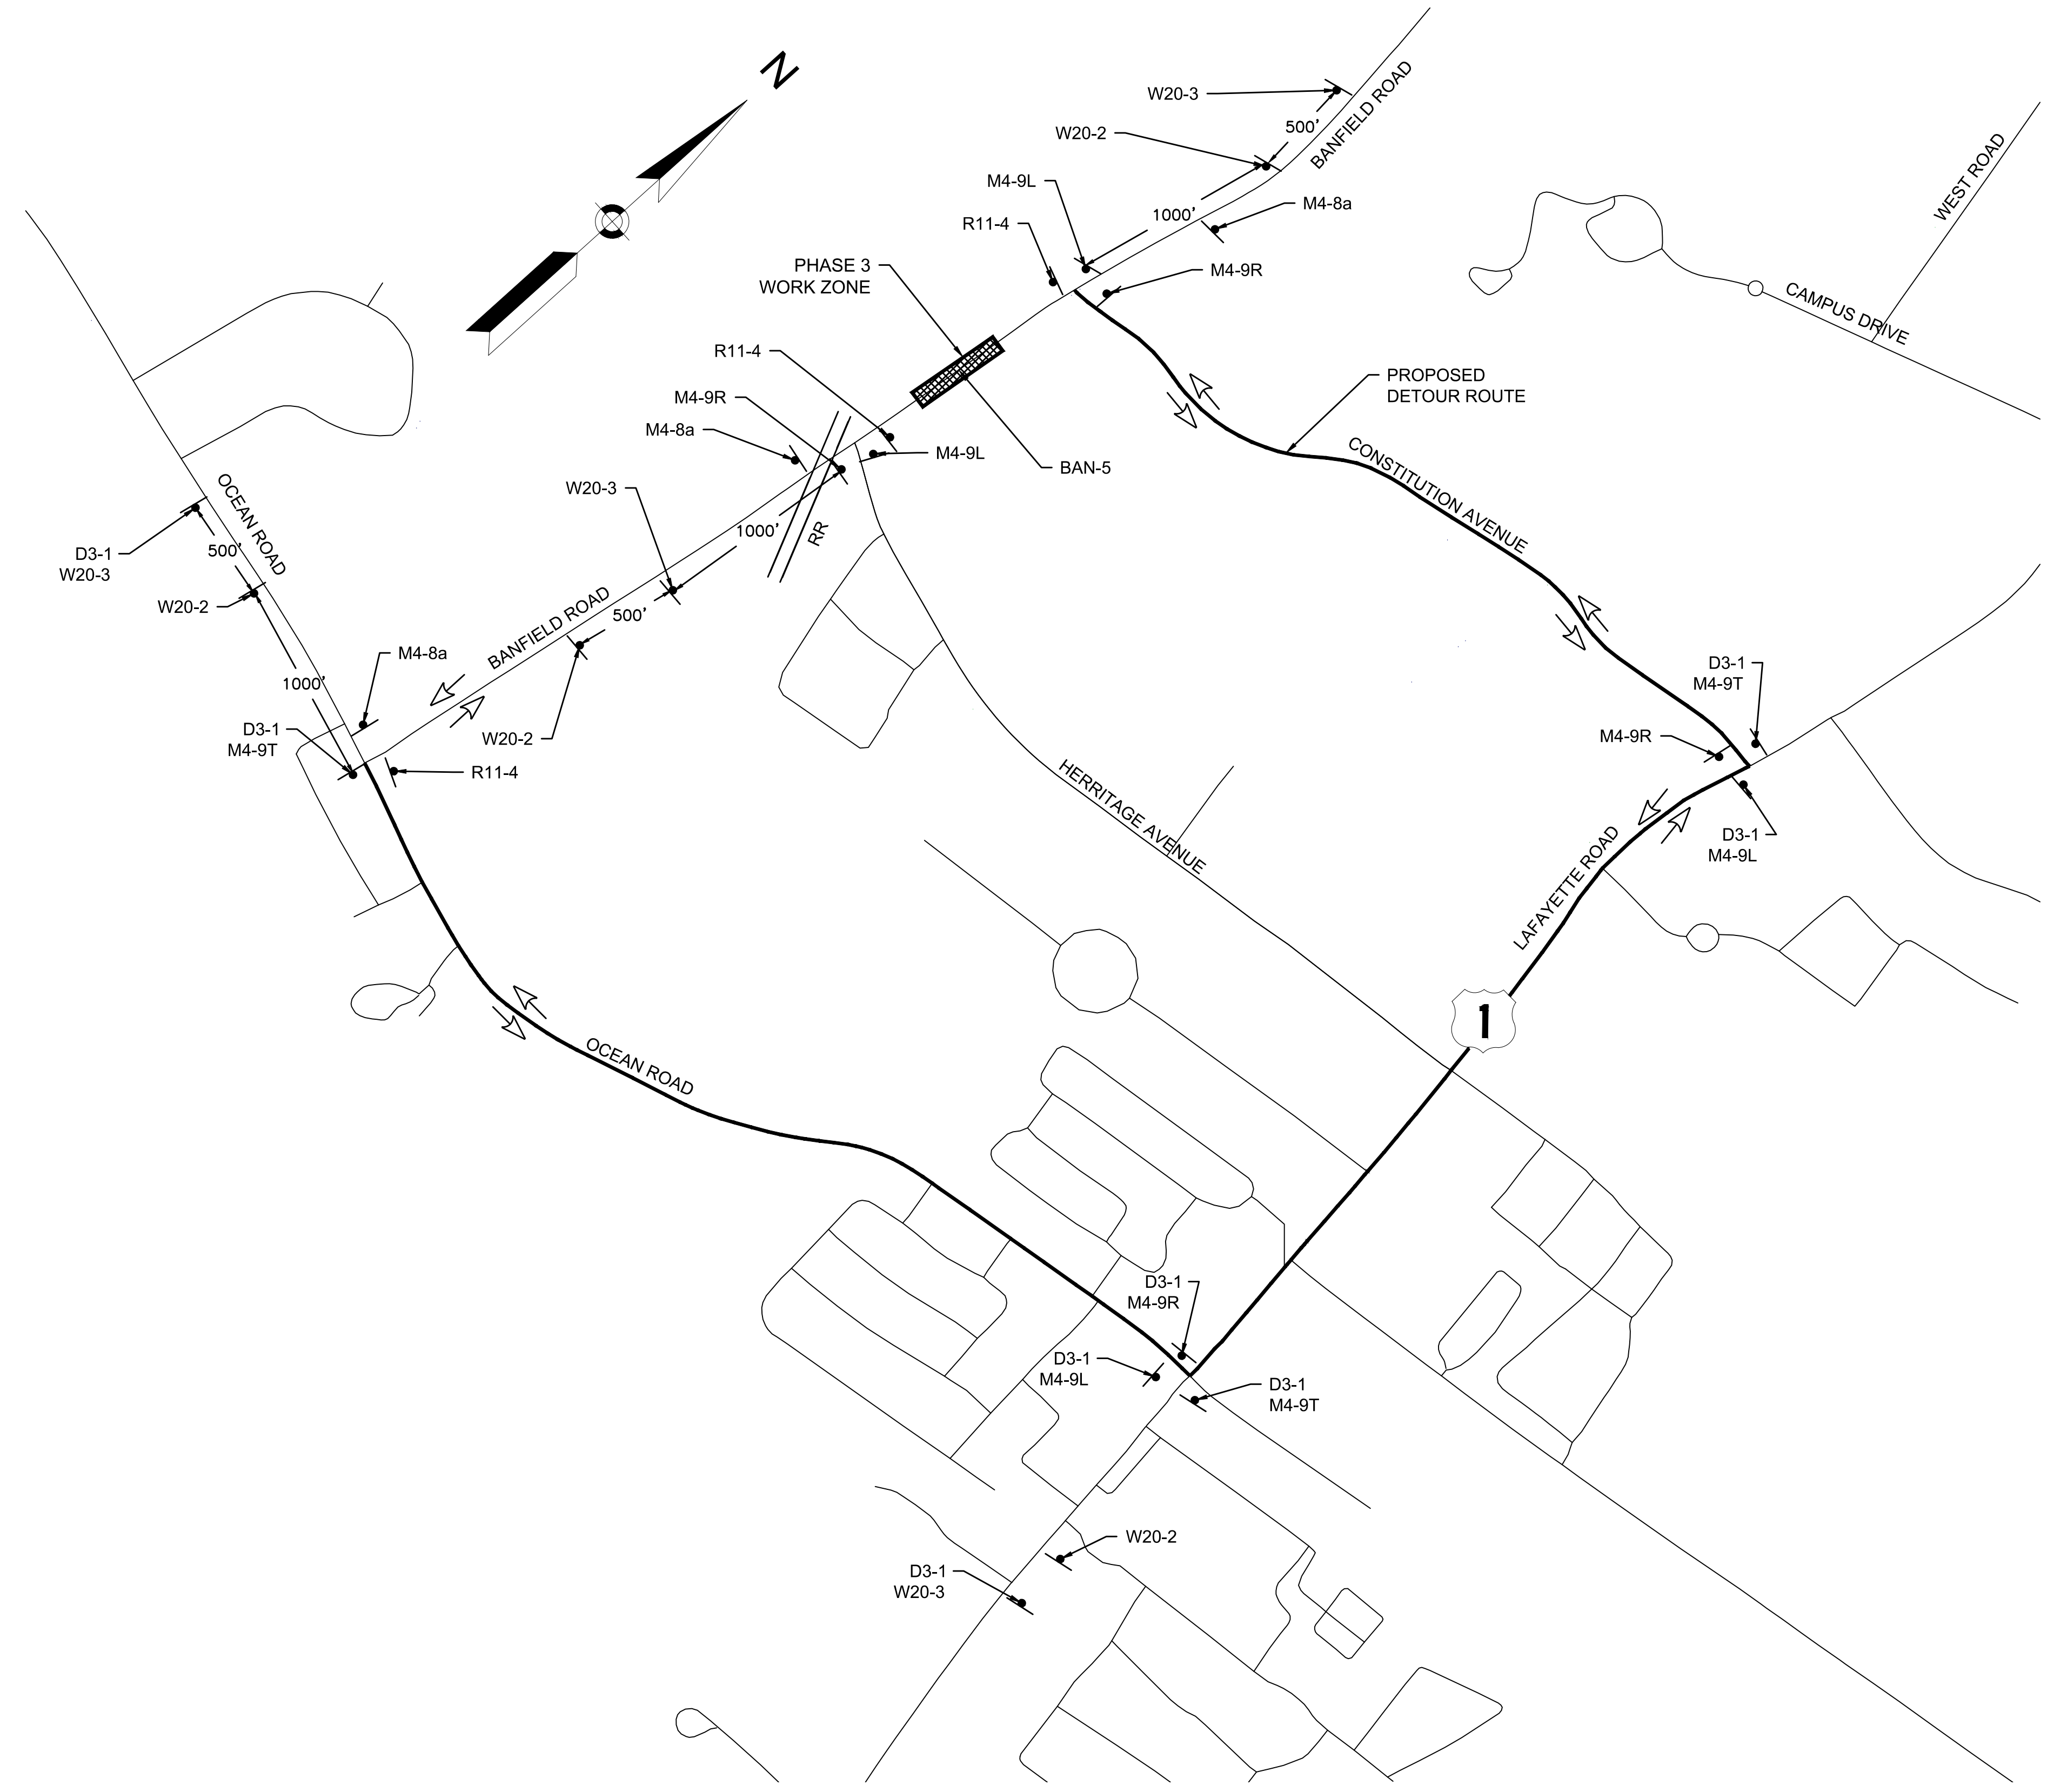 N
W20-3
BANFIELD ROAD
500'
W20-2
WEST ROAD
M4-9L
1000'
M4-8a
R11-4
PHASE 3
WORK ZONE
M4-9R
CAMPUS DRIVE
R11-4
M4-9R
M4-8a
PROPOSED
DETOUR ROUTE
M4-9L
BAN-5
CONSTITUTION AVENUE
OCEAN ROAD
W20-3
1000'
RR
D3-1
W20-3
500'
W20-2
BANFIELD ROAD
500'
M4-8a
1000'
D3-1
M4-9T
W20-2
R11-4
D3-1
M4-9T
M4-9R
HERRITAGE AVENUE
LAFAYETTE ROAD
D3-1
M4-9L
1
OCEAN ROAD
D3-1
M4-9R
D3-1
M4-9L
D3-1
M4-9T
W20-2
D3-1
W20-3